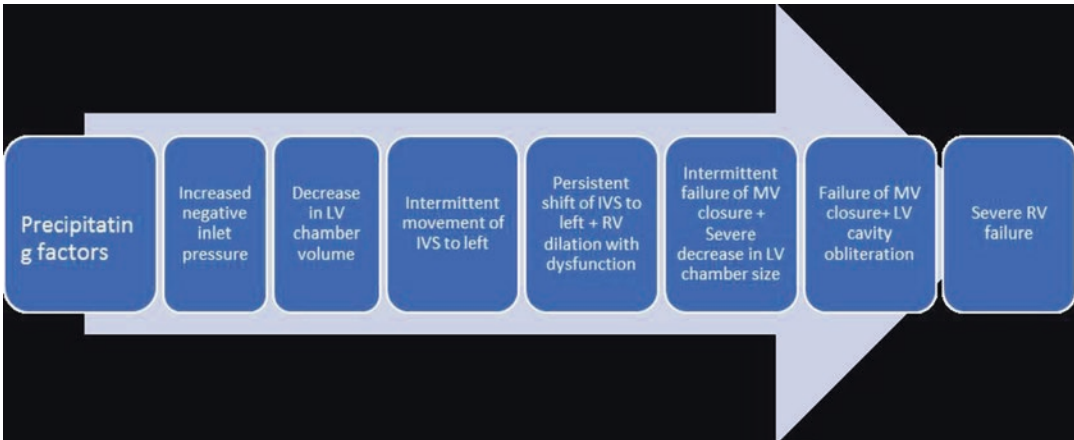 Precipitatin
g factors
Increased
negative
inlet
pressure
Decrease
in LV
chamber
volume
Intermittent
movement of
IVS to left
Persistent
shift of IVS to
left + RV
dilation with
dysfunction
Intermittent
failure of MV
closure +
Severe
decrease in LV
chamber size
Failure of MV
closure+ LV
cavity
obliteration
Severe RV
failure